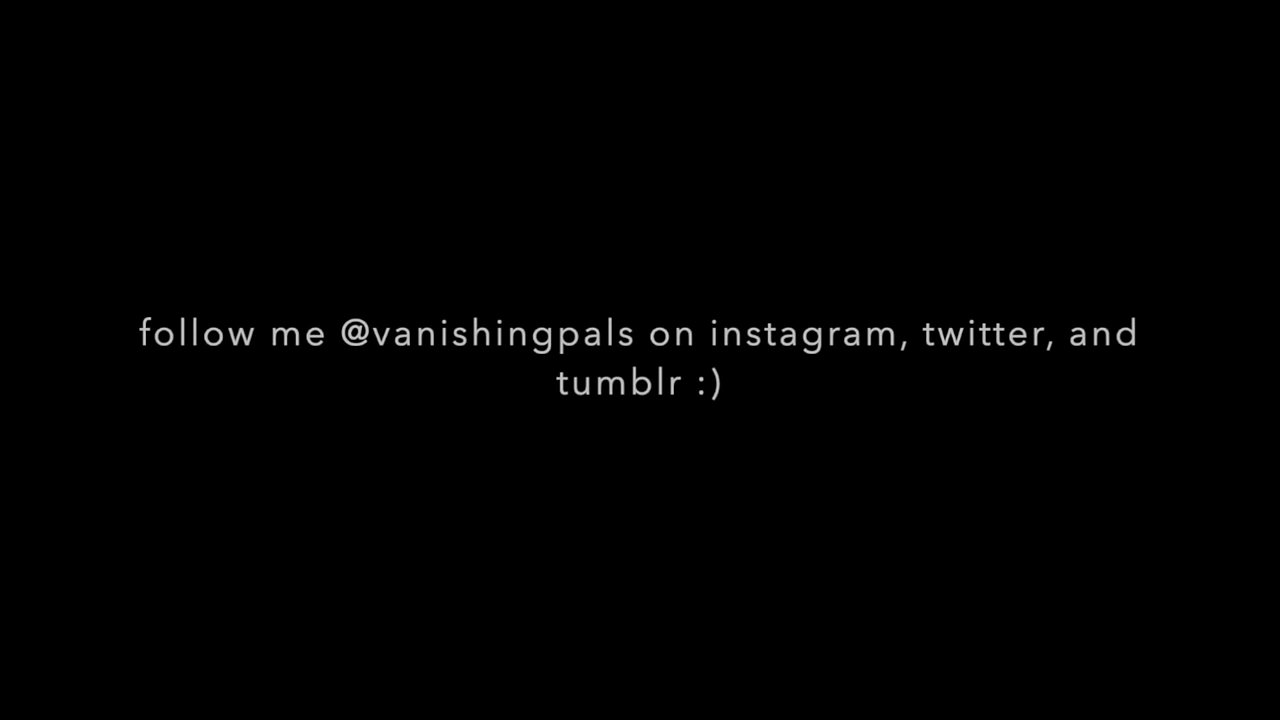 follow me @vanishingpals on instagram, twitter, and
tumblr :)